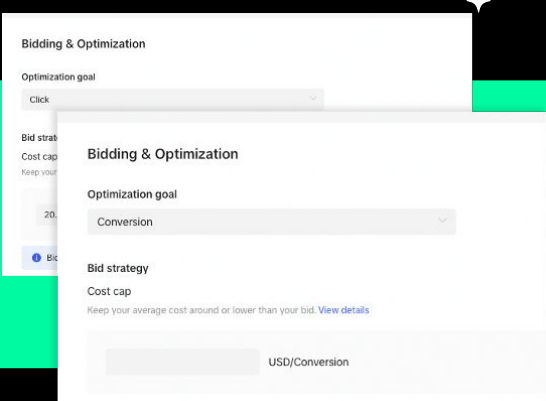 Bidding & Optimization
Optimization goal
Click
Bid strat
Cost cap
Keep your
20.
Bidding & Optimization
Optimization goal
Conversion
Bid strategy
Cost cap
Keep your average cost around or lower than your bid. View details
USD/Conversion